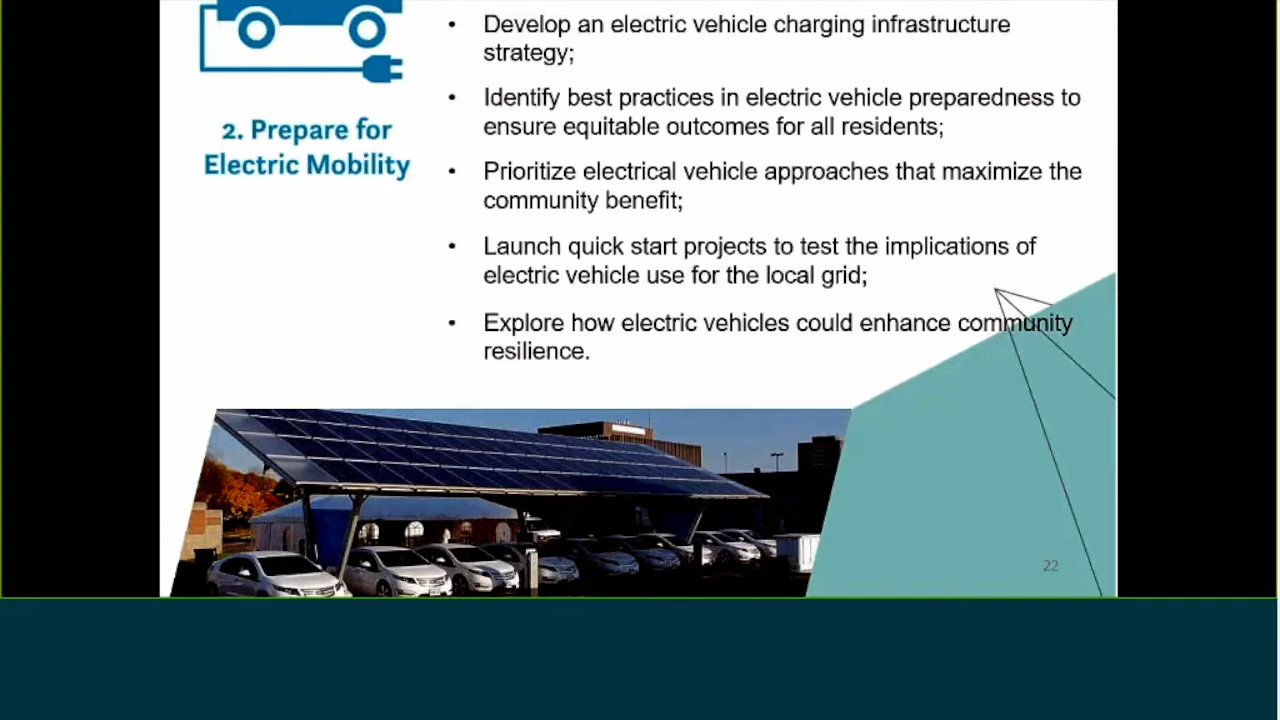 2. Prepare for
Electric Mobility
• Develop an electric vehicle charging infrastructure
strategy;
• Identify best practices in electric vehicle preparedness to
ensure equitable outcomes for all residents;
• Prioritize electrical vehicle approaches that maximize the
community benefit;
• Launch quick start projects to test the implications of
electric vehicle use for the local grid;
• Explore how electric vehicles could enhance community
resilience.
22